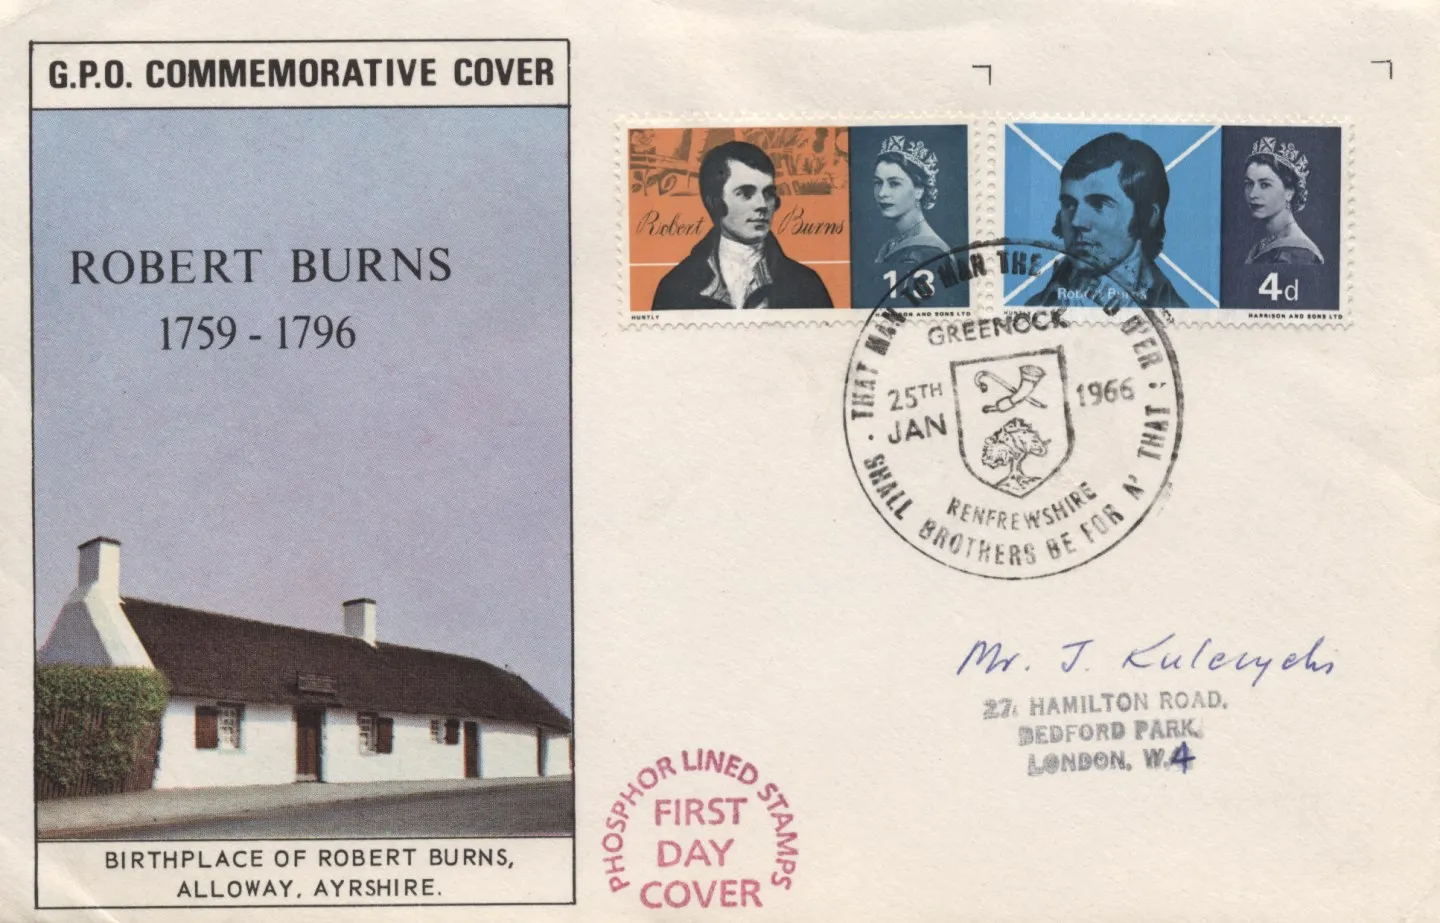 G.P.O. COMMEMORATIVE COVER
ROBERT BURNS
1759 - 1796
BIRTHPLACE OF ROBERT BURNS,
ALLOWAY, AYRSHIRE.
Robert Burns
1/3
HUNTLY
HARRISON AND SONS LTD
Robert Burns
4d
HUNTLY
HARRISON AND SONS LTD
· THAT MAN TO MAN THE WORLD O'ER ;
SHALL BROTHERS BE FOR A' THAT
GREENOCK
25TH JAN 1966
RENFREWSHIRE
Mr. J.
27, HAMILTON ROAD,
BEDFORD PARK,
LONDON, W.4
PHOSPHOR LINED STAMPS
FIRST
DAY
COVER